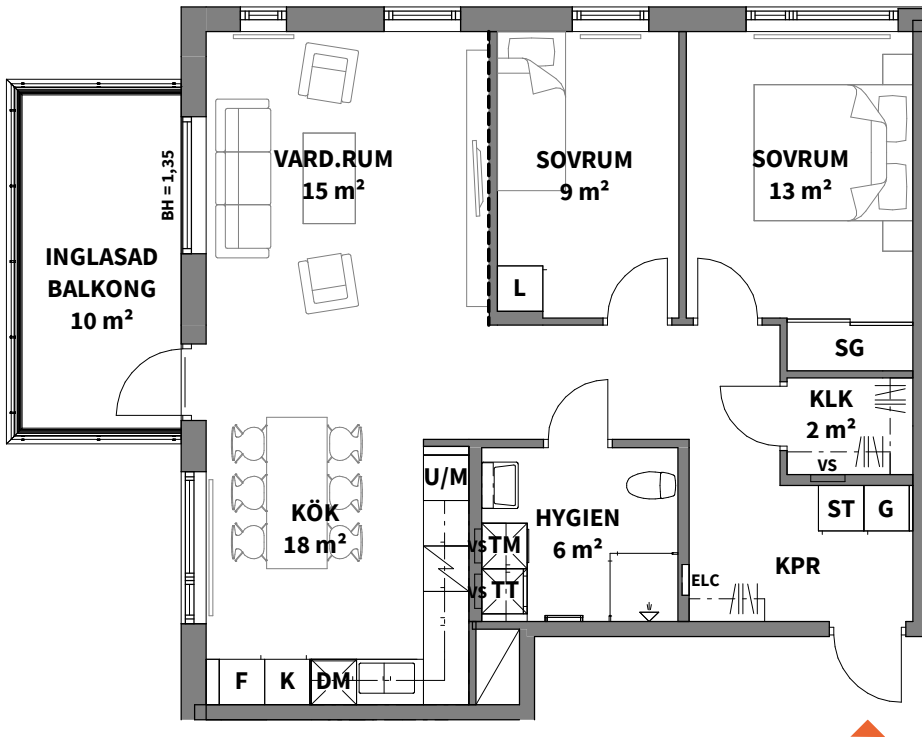 VARD.RUM
15 m²
SOVRUM
9 m²
SOVRUM
13 m²
BH = 1,35
INGLASAD
BALKONG
10 m²
L
SG
KLK
2 m²
VS
U/M
KÖK
18 m²
HYGIEN
6 m²
VS
TM
VS
TT
ST
G
KPR
ELC
F
K
DM